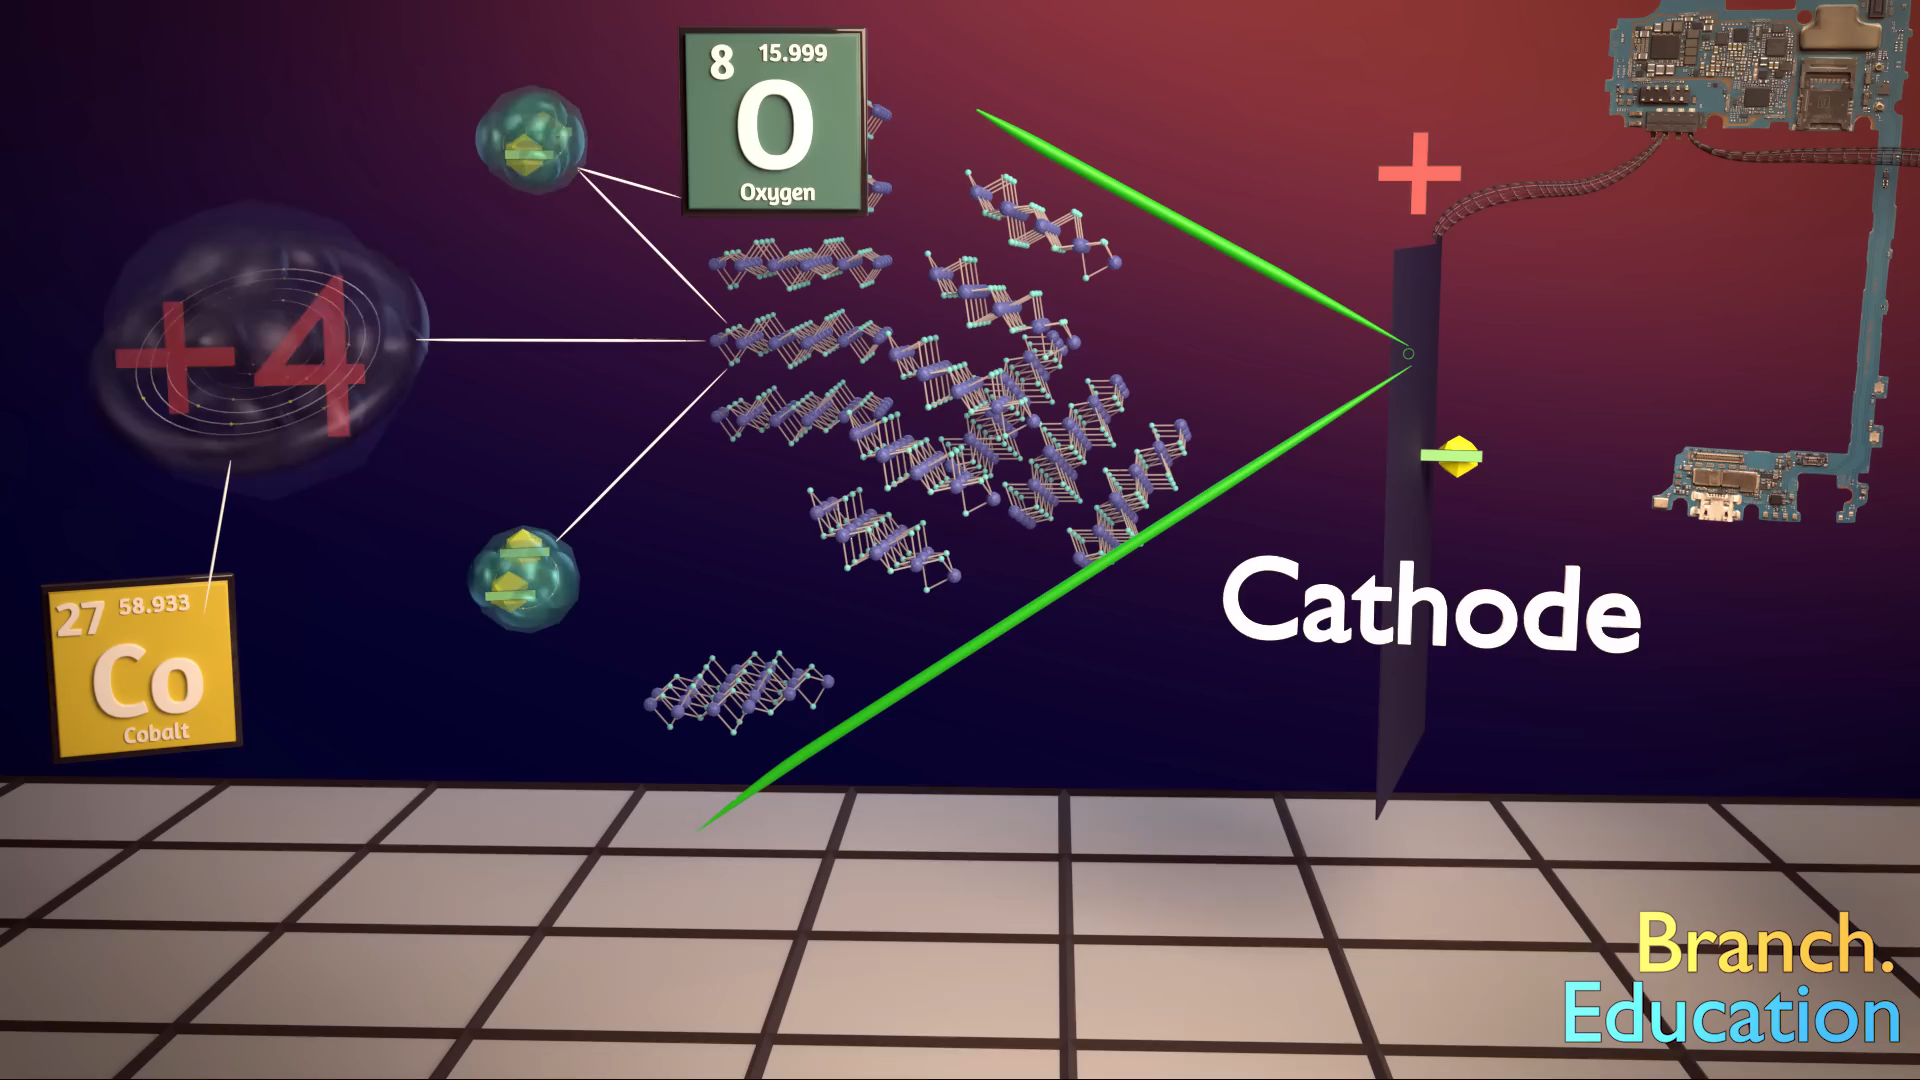 8 15.999
O
Oxygen
+
+4
27 58.933
Co
Cobalt
Cathode
Branch.
Education